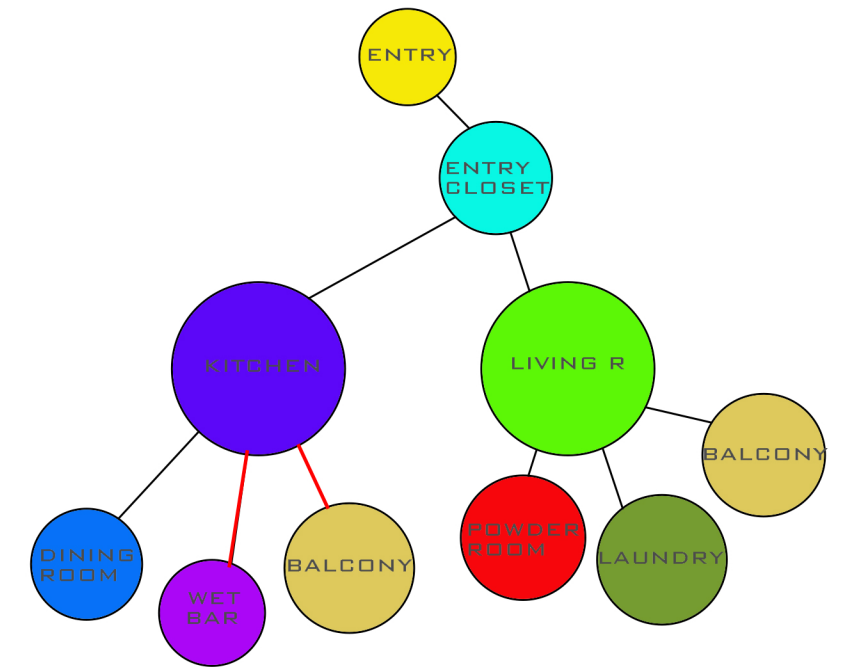 ENTRY
ENTRY
CLOSET
KITCHEN
LIVING R
BALCONY
POWDER
ROOM
LAUNDRY
DINING
ROOM
WET
BAR
BALCONY